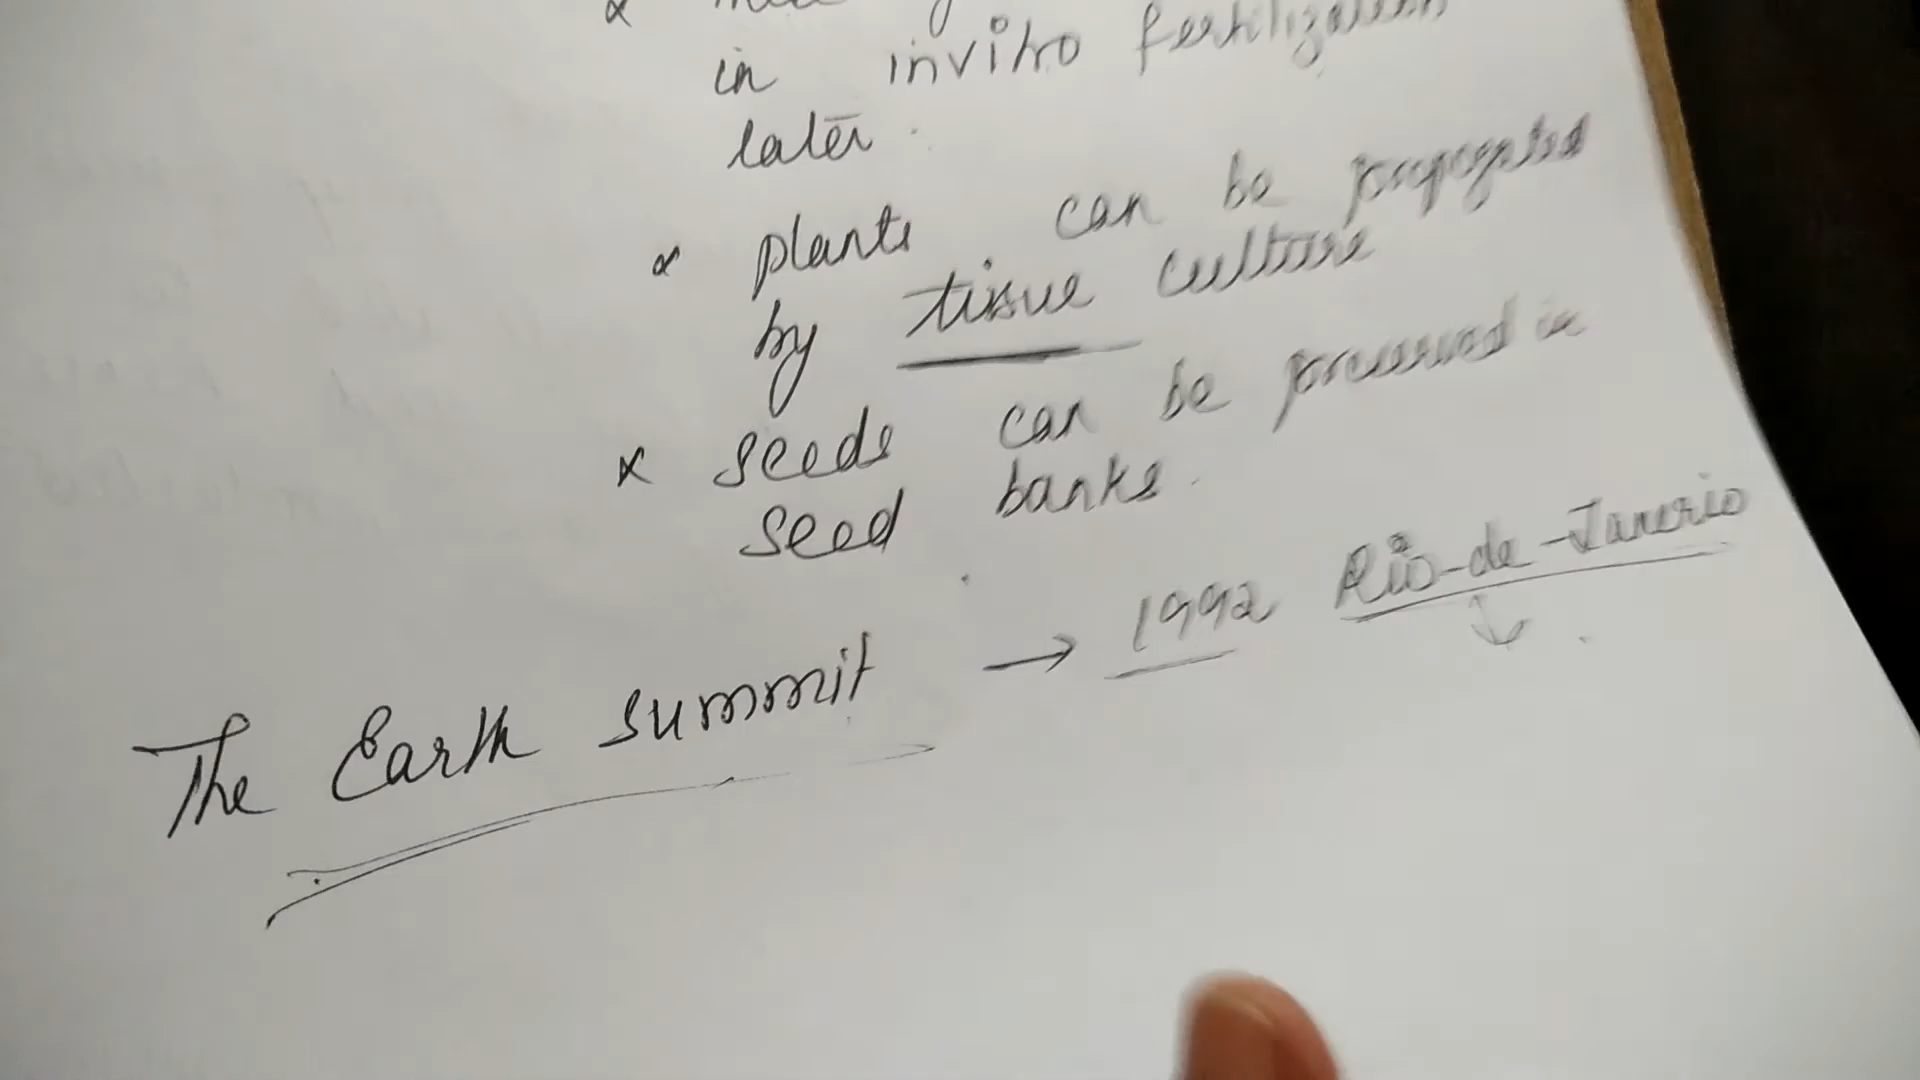 in invitro fertilization
later.
× plants can be propagated
by tissue culture
× seeds can be preserved in
seed banks.
The Earth summit → 1992 Rio-de-Janerio